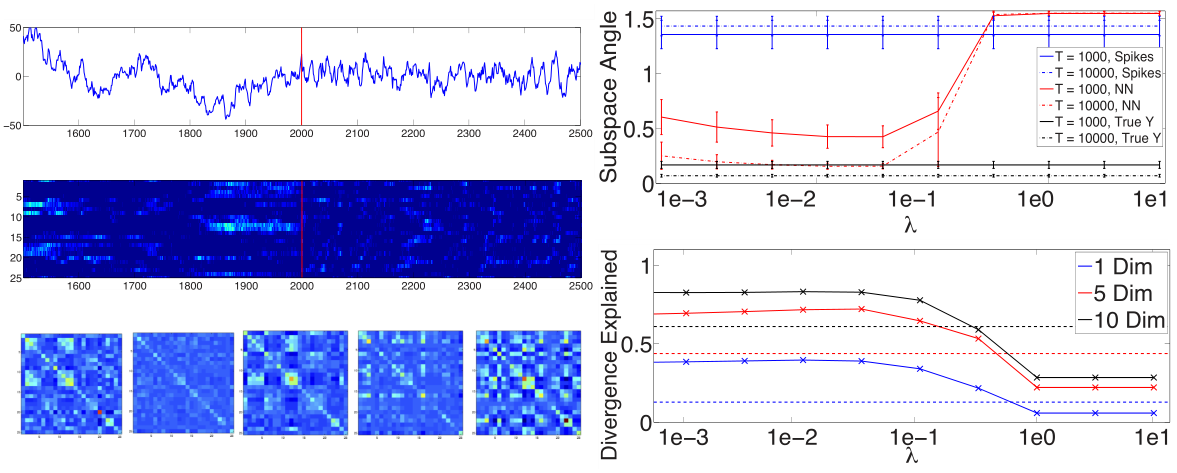 50
0
−50
1600 1700 1800 1900 2000 2100 2200 2300 2400 2500
5
10
15
20
25
1600 1700 1800 1900 2000 2100 2200 2300 2400 2500
Subspace Angle
1.5
1
0.5
0
T = 1000, Spikes
T = 10000, Spikes
T = 1000, NN
T = 10000, NN
T = 1000, True Y
T = 10000, True Y
1e−3 1e−2 1e−1 1e0 1e1
λ
Divergence Explained
1
0.5
0
1 Dim
5 Dim
10 Dim
1e−3 1e−2 1e−1 1e0 1e1
λ